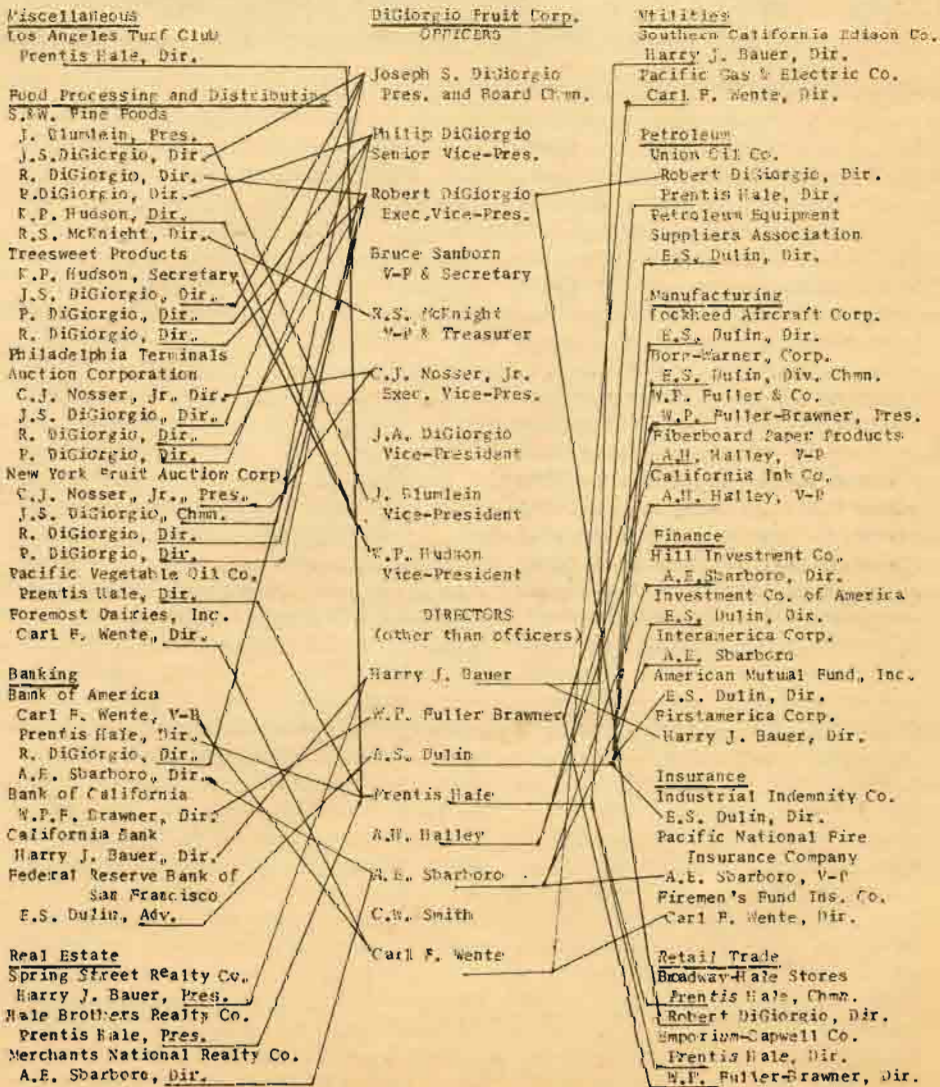 Miscellaneous
Los Angeles Turf Club
Prentis Hale, Dir.
Food Processing and Distributing
S.&W. Fine Foods
J. Blumlein, Pres.
J.S.DiGiorgio, Dir.
R. DiGiorgio, Dir.
P.DiGiorgio, Dir.
K.P. Hudson, Dir.
R.S. McKnight, Dir.
Treesweet Products
K.P. Hudson, Secretary
J.S. DiGiorgio, Dir.
P. DiGiorgio, Dir.
R. DiGiorgio, Dir.
Philadelphia Terminals
Auction Corporation
C.J. Nosser, Jr. Dir.
J.S. DiGiorgio, Dir.
R. DiGiorgio, Dir.
P. DiGiorgio, Dir.
New York Fruit Auction Corp.
C.J. Nosser, Jr., Pres.
J.S. DiGiorgio, Chmn.
R. DiGiorgio, Dir.
P. DiGiorgio, Dir.
Pacific Vegetable Oil Co.
Prentis Hale, Dir.
Foremost Dairies, Inc.
Carl F. Wente, Dir.
Banking
Bank of America
Carl F. Wente, V-P
Prentis Hale, Dir.
R. DiGiorgio, Dir.
A.E. Sbarboro, Dir.
Bank of California
W.P.F. Brawner, Dir.
California Bank
Harry J. Bauer, Dir.
Federal Reserve Bank of
San Francisco
E.S. Dulin, Adv.
Real Estate
Spring Street Realty Co.
Harry J. Bauer, Pres.
Hale Brothers Realty Co.
Prentis Hale, Pres.
Merchants National Realty Co.
A.E. Sbarboro, Dir.
DiGiorgio Fruit Corp.
OFFICERS
Joseph S. DiGiorgio
Pres. and Board Chmn.
Philip DiGiorgio
Senior Vice-Pres.
Robert DiGiorgio
Exec.Vice-Pres.
Bruce Sanborn
V-P & Secretary
R.S. McKnight
V-P & Treasurer
C.J. Nosser, Jr.
Exec. Vice-Pres.
J.A. DiGiorgio
Vice-President
J. Blumlein
Vice-President
K.P. Hudson
Vice-President
DIRECTORS
(other than officers)
Harry J. Bauer
W.P. Fuller Brawner
E.S. Dulin
Prentis Hale
A.H. Halley
A.E. Sbarboro
C.W. Smith
Carl F. Wente
Utilities
Southern California Edison Co.
Harry J. Bauer, Dir.
Pacific Gas & Electric Co.
Carl F. Wente, Dir.
Petroleum
Union Oil Co.
Robert DiGiorgio, Dir.
Prentis Hale, Dir.
Petroleum Equipment
Suppliers Association
E.S. Dulin, Dir.
Manufacturing
Lockheed Aircraft Corp.
E.S. Dulin, Dir.
Borg-Warner, Corp.
E.S. Dulin, Div. Chmn.
W.P. Fuller & Co.
W.P. Fuller-Brawner, Pres.
Fiberboard Paper Products
A.H. Halley, V-P
California Ink Co.
A.H. Halley, V-P
Finance
Hill Investment Co.
A.E.Sbarboro, Dir.
Investment Co. of America
E.S. Dulin, Dir.
Interamerica Corp.
A.E. Sbarboro
American Mutual Fund, Inc.
E.S. Dulin, Dir.
Firstamerica Corp.
Harry J. Bauer, Dir.
Insurance
Industrial Indemnity Co.
E.S. Dulin, Dir.
Pacific National Fire
Insurance Company
A.E. Sbarboro, V-P
Firemen's Fund Ins. Co.
Carl F. Wente, Dir.
Retail Trade
Broadway-Hale Stores
Prentis Hale, Chmn.
Robert DiGiorgio, Dir.
Emporium-Capwell Co.
Prentis Hale, Dir.
W.P. Fuller-Brawner, Dir.